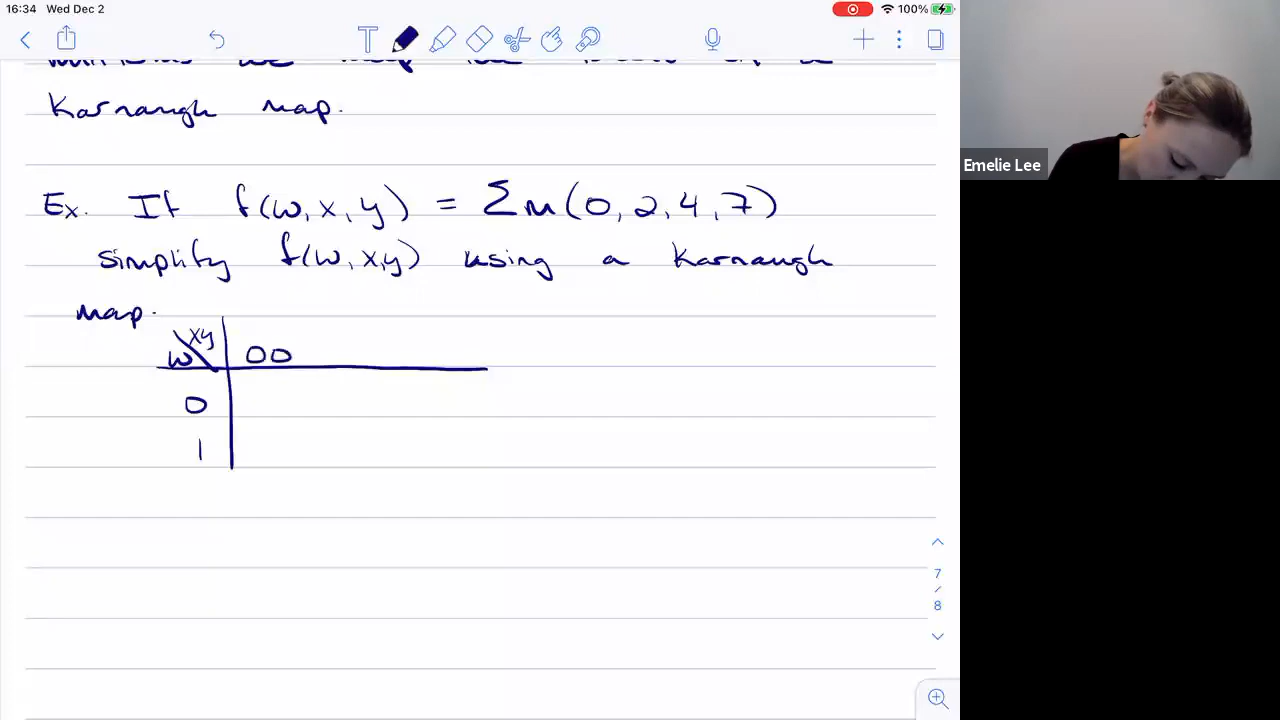 16:34 Wed Dec 2
100%
Karnaugh map.
Ex. If f(w,x,y) = Σm(0,2,4,7)
simplify f(w,x,y) using a Karnaugh
map.
xy
w 00
0
1
Emelie Lee
7
/
8